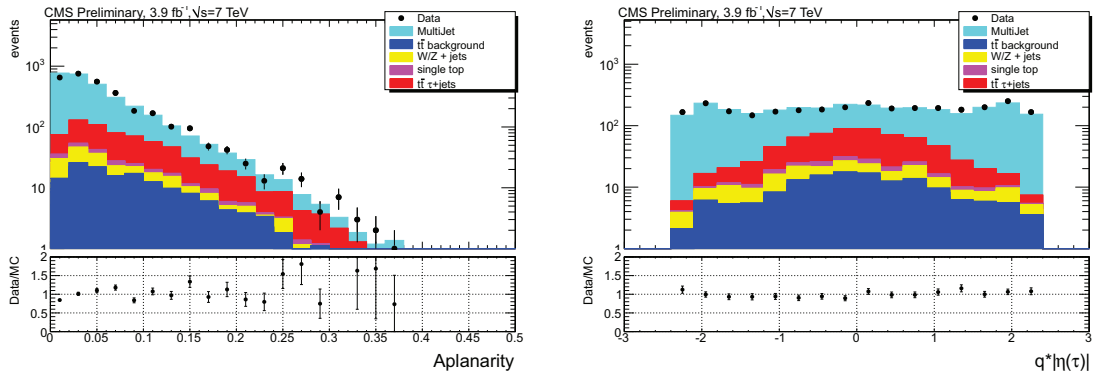 CMS Preliminary, 3.9 fb⁻¹, √s=7 TeV
events
Data
MultiJet
tt̄ background
W/Z + jets
single top
tt̄ τ+jets
10³
10²
10
1
Data/MC
2
1.5
1
0.5
0
0 0.05 0.1 0.15 0.2 0.25 0.3 0.35 0.4 0.45 0.5
Aplanarity
CMS Preliminary, 3.9 fb⁻¹, √s=7 TeV
events
Data
MultiJet
tt̄ background
W/Z + jets
single top
tt̄ τ+jets
10³
10²
10
1
Data/MC
2
1.5
1
0.5
0
-3 -2 -1 0 1 2 3
q*|η(τ)|